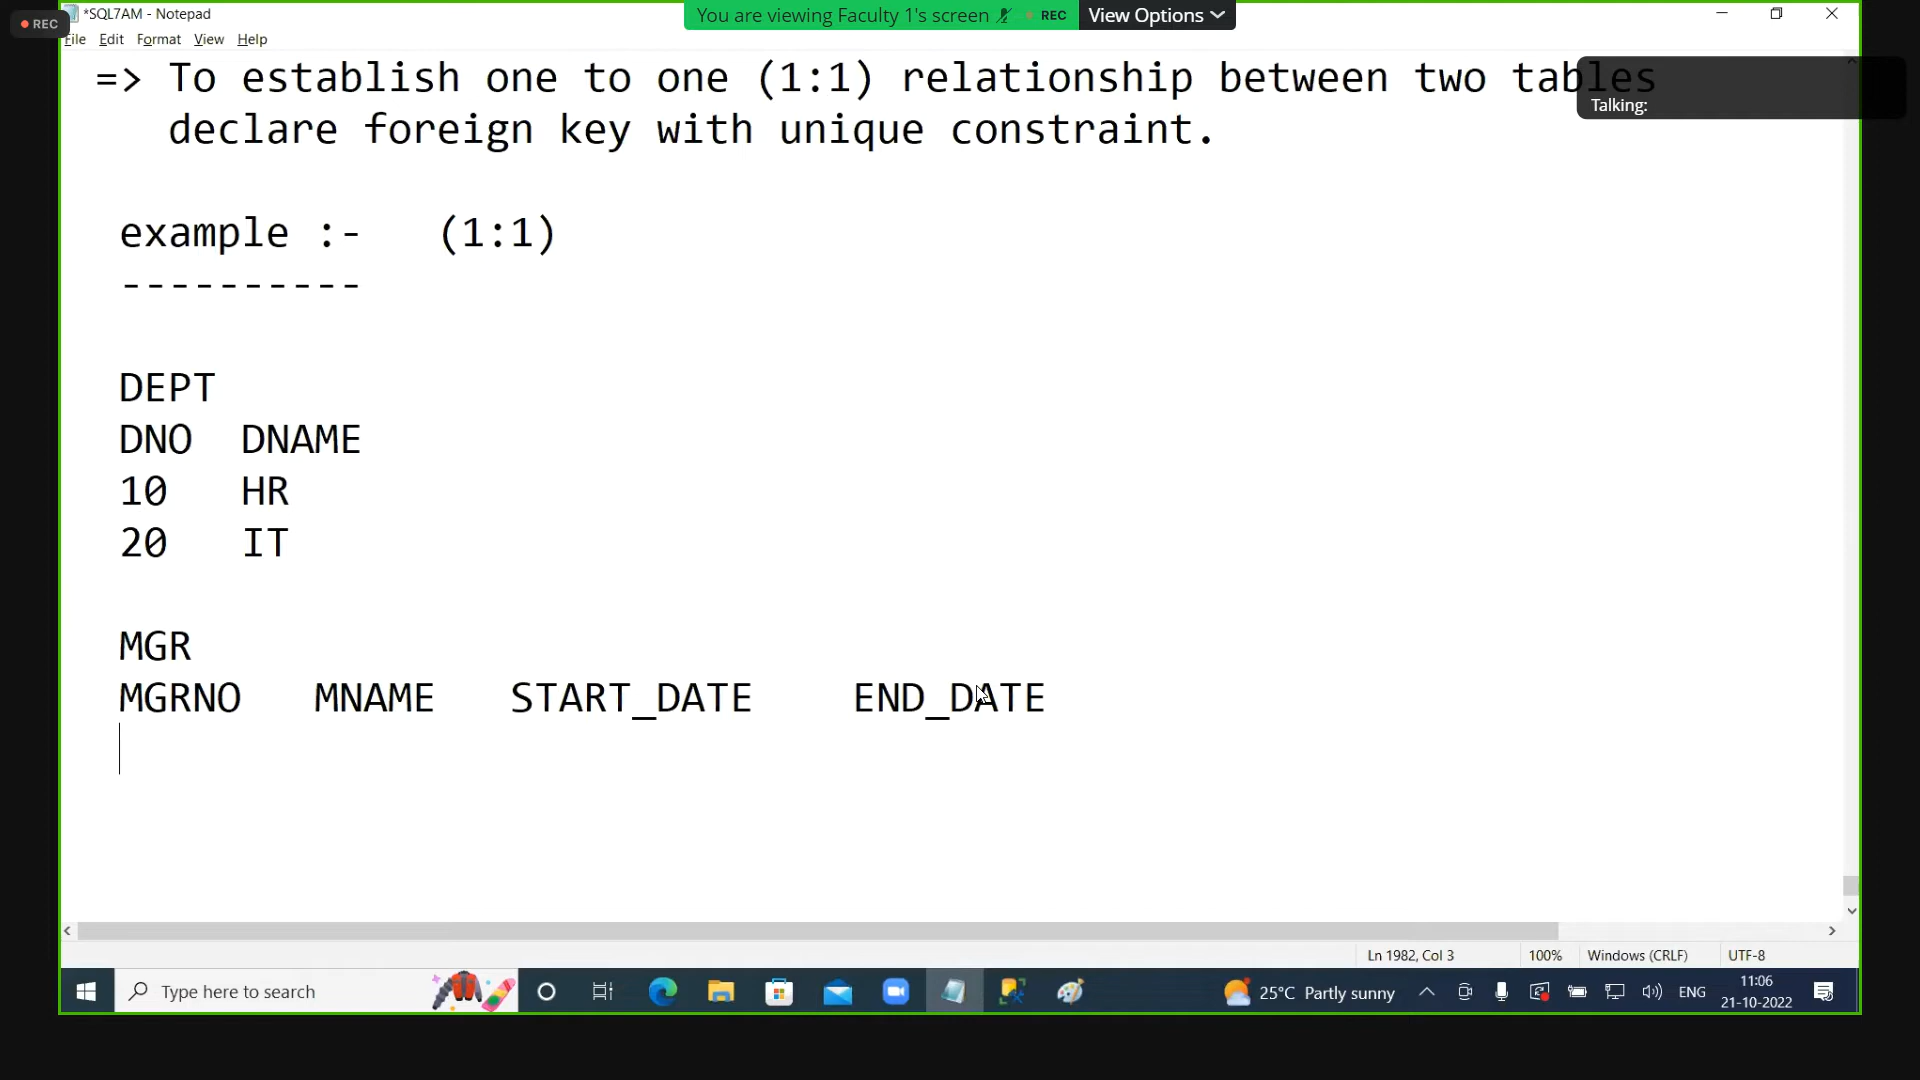 REC
*SQL7AM - Notepad
You are viewing Faculty 1's screen REC View Options
File Edit Format View Help
=> To establish one to one (1:1) relationship between two tables
Talking:
declare foreign key with unique constraint.
example :- (1:1)
----------
DEPT
DNO DNAME
10 HR
20 IT
MGR
MGRNO MNAME START_DATE END_DATE
Ln 1982, Col 3 100% Windows (CRLF) UTF-8
Type here to search
25°C Partly sunny
ENG
11:06
21-10-2022